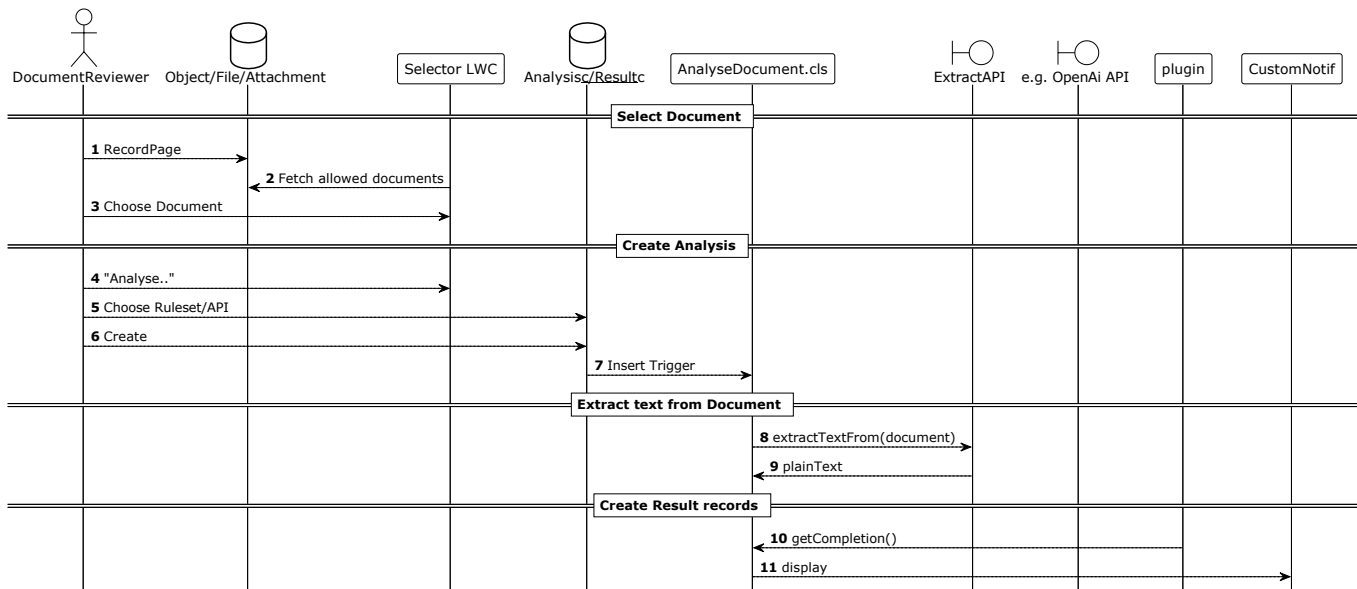 DocumentReviewer
Object/File/Attachment
Selector LWC
Analysisc/Resultc
AnalyseDocument.cls
ExtractAPI
e.g. OpenAi API
plugin
CustomNotif
Select Document
1 RecordPage
2 Fetch allowed documents
3 Choose Document
Create Analysis
4 "Analyse.."
5 Choose Ruleset/API
6 Create
7 Insert Trigger
Extract text from Document
8 extractTextFrom(document)
9 plainText
Create Result records
10 getCompletion()
11 display